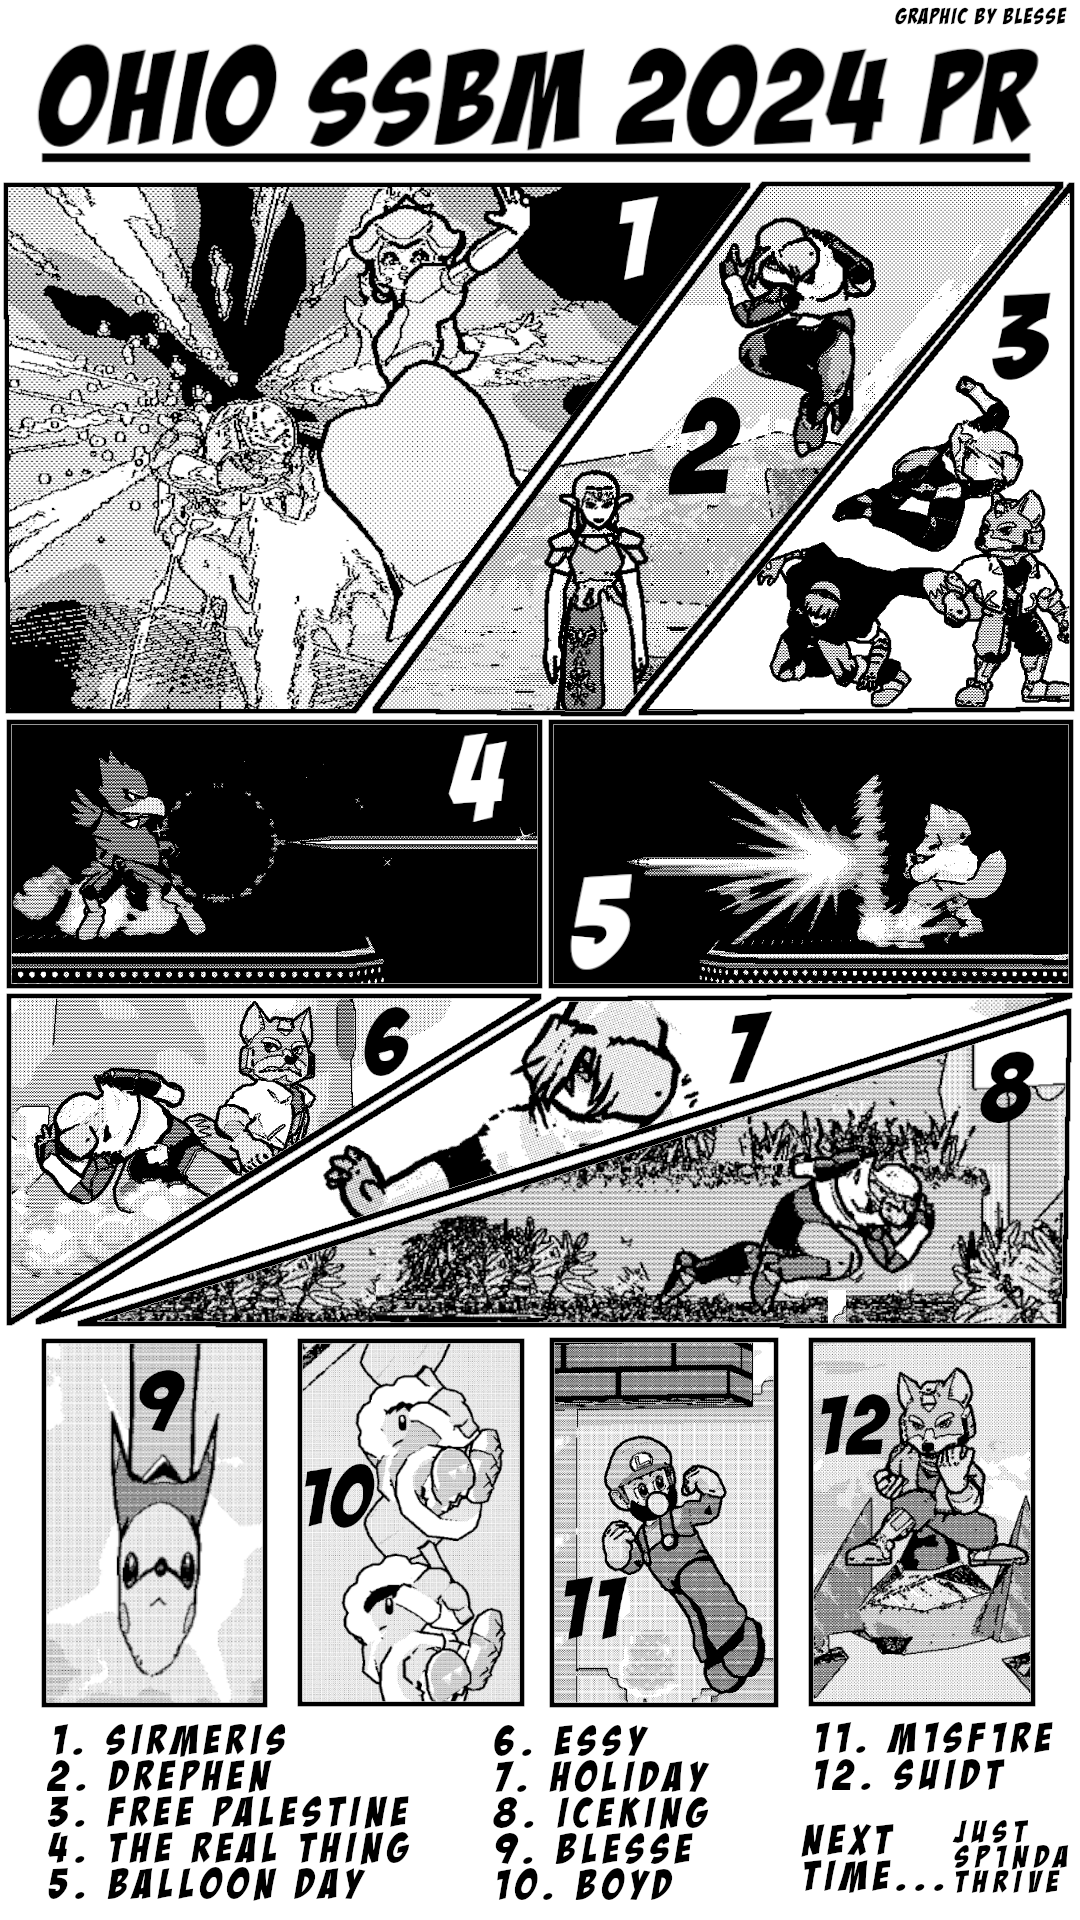 GRAPHIC BY BLESSE
OHIO SSBM 2024 PR
1
2
3
4
5
6
7
8
9
10
11
12
1. SIRMERIS
2. DREPHEN
3. FREE PALESTINE
4. THE REAL THING
5. BALLOON DAY
6. ESSY
7. HOLIDAY
8. ICEKING
9. BLESSE
10. BOYD
11. M1SF1RE
12. SHIDT
NEXT
TIME...
JUST
SP1NDA
THRIVE